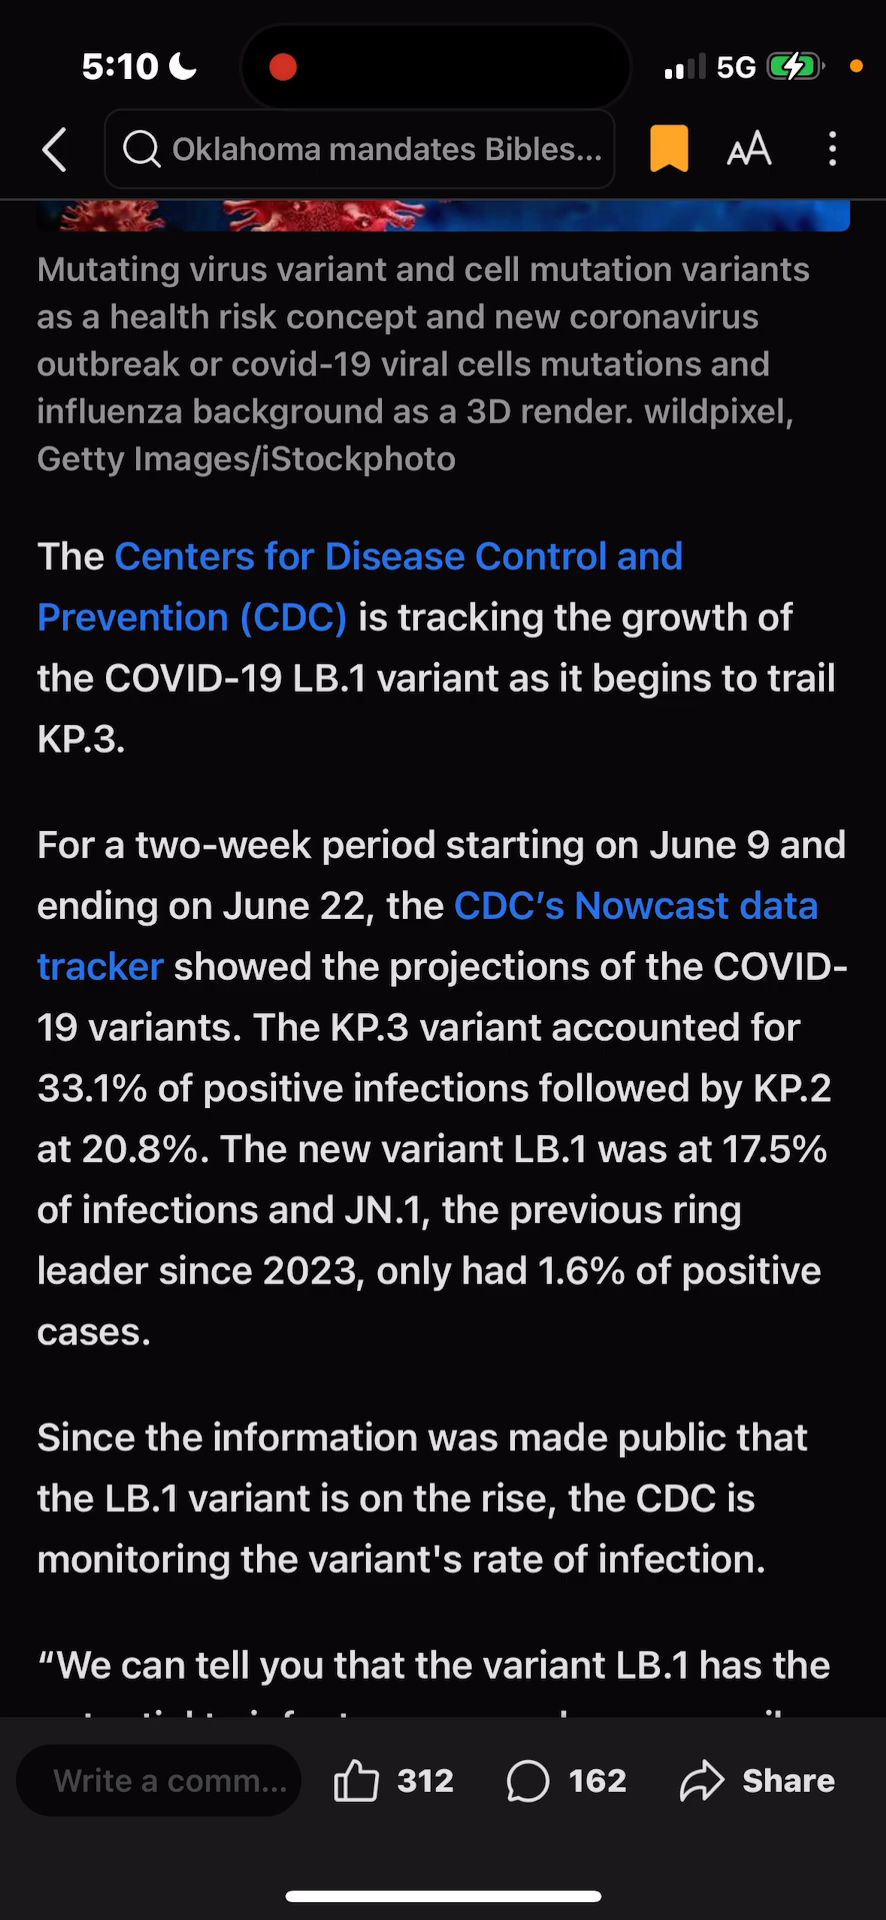 5:10
5G
Oklahoma mandates Bibles...
AA
Mutating virus variant and cell mutation variants
as a health risk concept and new coronavirus
outbreak or covid-19 viral cells mutations and
influenza background as a 3D render. wildpixel,
Getty Images/iStockphoto
The Centers for Disease Control and
Prevention (CDC) is tracking the growth of
the COVID-19 LB.1 variant as it begins to trail
KP.3.
For a two-week period starting on June 9 and
ending on June 22, the CDC’s Nowcast data
tracker showed the projections of the COVID-
19 variants. The KP.3 variant accounted for
33.1% of positive infections followed by KP.2
at 20.8%. The new variant LB.1 was at 17.5%
of infections and JN.1, the previous ring
leader since 2023, only had 1.6% of positive
cases.
Since the information was made public that
the LB.1 variant is on the rise, the CDC is
monitoring the variant's rate of infection.
“We can tell you that the variant LB.1 has the
Write a comm...
312
162
Share